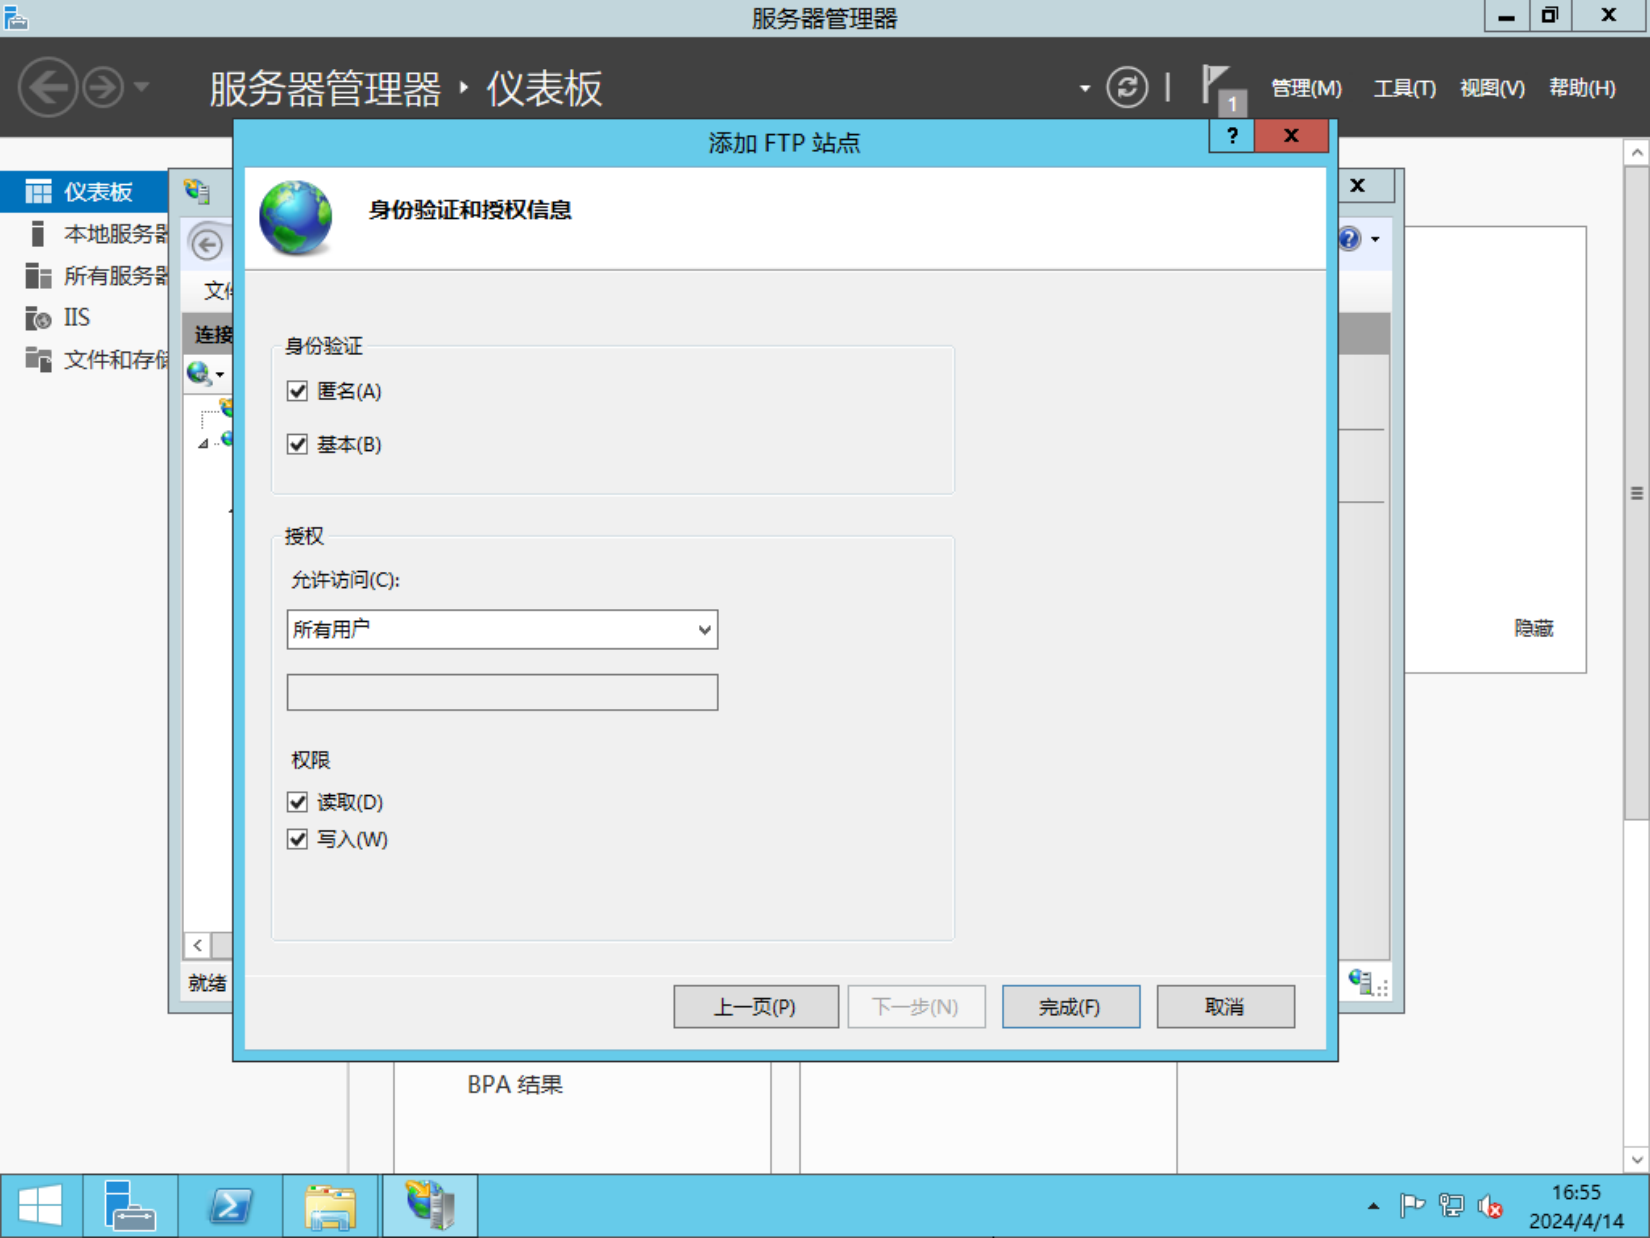 服务器管理器
服务器管理器 ‣ 仪表板
1
管理(M) 工具(T) 视图(V) 帮助(H)
添加 FTP 站点
仪表板
本地服务器
所有服务器
IIS
文件和存储
文件
连接
就绪
身份验证和授权信息
身份验证
匿名(A)
基本(B)
授权
允许访问(C):
所有用户
权限
读取(D)
写入(W)
上一页(P) 下一步(N) 完成(F) 取消
隐藏
BPA 结果
16:55
2024/4/14